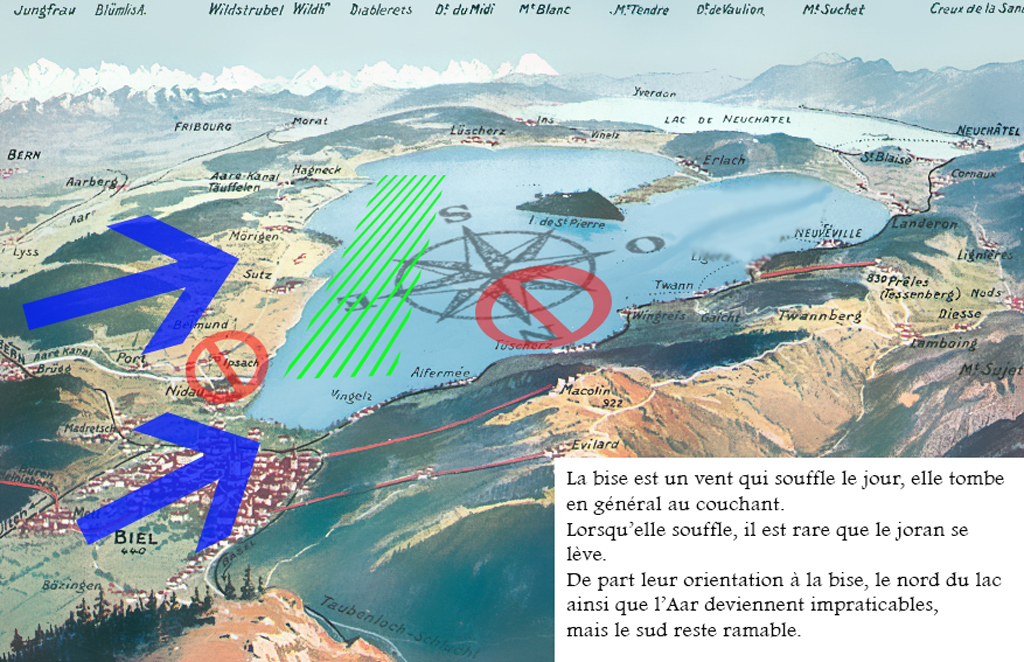 Jungfrau Blümlis A. Wildstrubel Wildh. Diablerets Dt. du Midi Mt Blanc Mt. Tendre Dt. de Vaulion Mt. Suchet Creux de la San
Yverdon
LAC DE NEUCHATEL
FRIBOURG Morat Ins
Lüscherz Vinelz NEUCHÂTEL
BERN Erlach St Blaise
Hagneck
Aarberg Aare-Kanal Cornaux
Täuffelen
Aar
S
I. de St Pierre Landeron
Mörigen O NEUVEVILLE
Lyss Sutz Ligerz Lignières
830 Prêles
Twann (Tessenberg) Nods
Belmund Wingreis Gaicht Twannberg Diesse
N
BERN Aare Kanal Port Ipsach Tüscherz Lamboing
Brügg Alfermée Mt Sujet
Nidau Vingelz Macolin
922
Madretsch
Evilard
BIEL
440
BASEL
Bözingen
Taubenloch-Schlucht
La bise est un vent qui souffle le jour, elle tombe
en général au couchant.
Lorsqu'elle souffle, il est rare que le joran se
lève.
De part leur orientation à la bise, le nord du lac
ainsi que l'Aar deviennent impraticables,
mais le sud reste ramable.